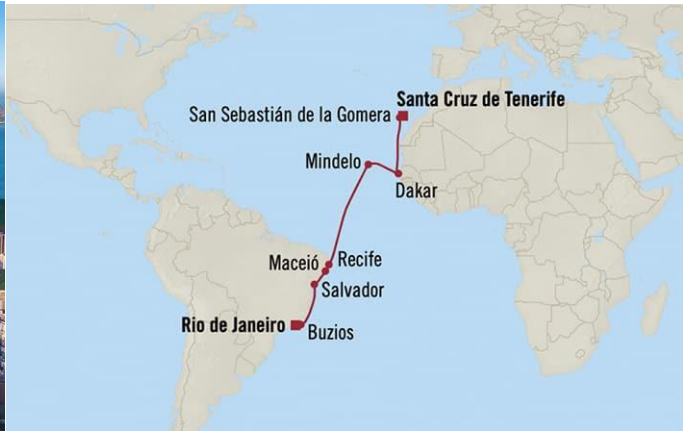 Santa Cruz de Tenerife
San Sebastián de la Gomera
Mindelo
Dakar
Recife
Maceió
Salvador
Rio de Janeiro
Buzios